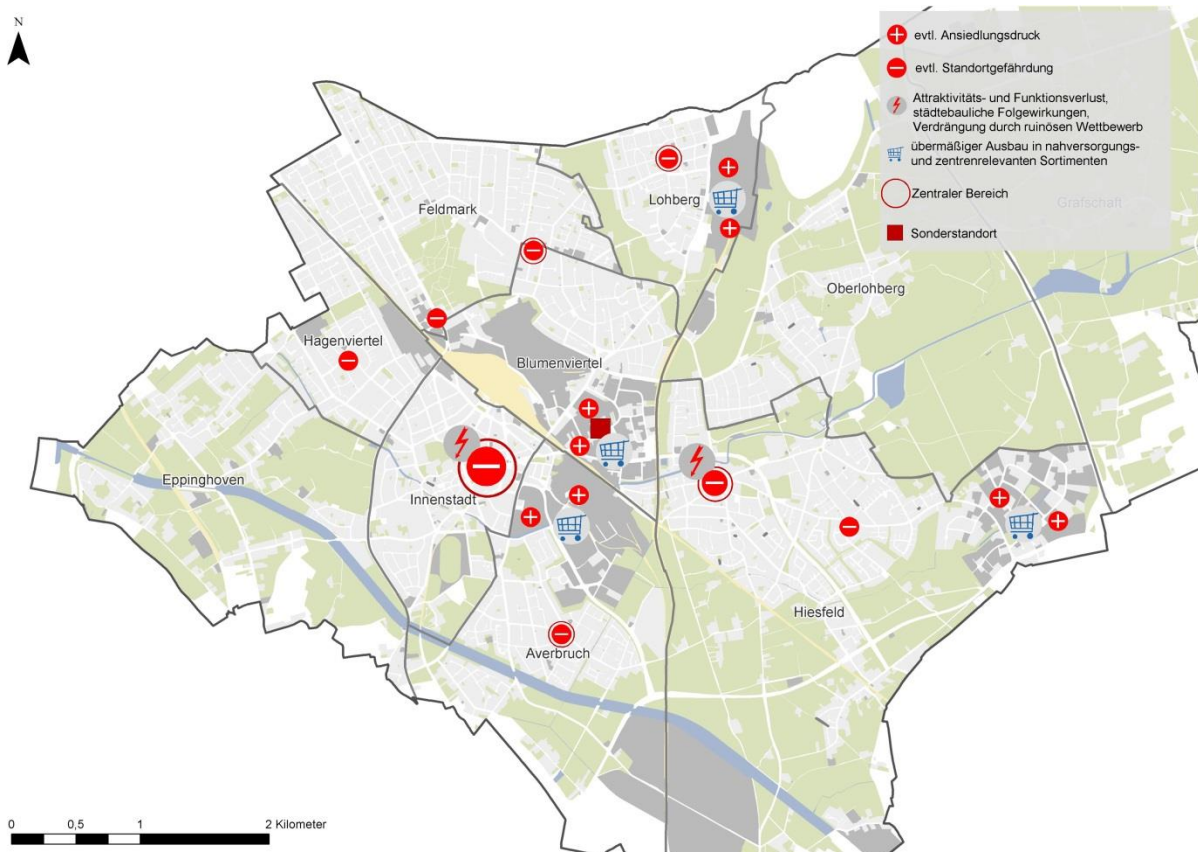 N
evtl. Ansiedlungsdruck
evtl. Standortgefährdung
Attraktivitäts- und Funktionsverlust,
städtebauliche Folgewirkungen,
Verdrängung durch ruinösen Wettbewerb
übermäßiger Ausbau in nahversorgungs-
und zentrenrelevanten Sortimenten
Zentraler Bereich
Grafschaft
Sonderstandort
Lohberg
Feldmark
Oberlohberg
Hagenviertel
Blumenviertel
Eppinghoven
Innenstadt
Hiesfeld
Averbruch
0 0,5 1 2 Kilometer